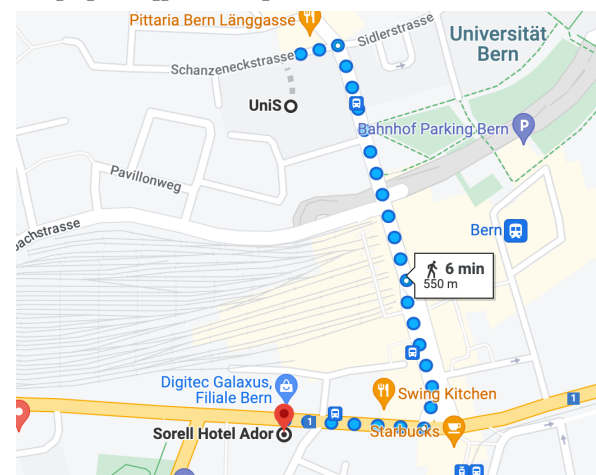 Pittaria Bern Länggasse
Sidlerstrasse
Universität
Bern
Schanzeneckstrasse
UniS
Bahnhof Parking Bern
P
Pavillonweg
Bern
6 min
550 m
Digitec Galaxus,
Filiale Bern
Swing Kitchen
1
1
Starbucks
Sorell Hotel Ador